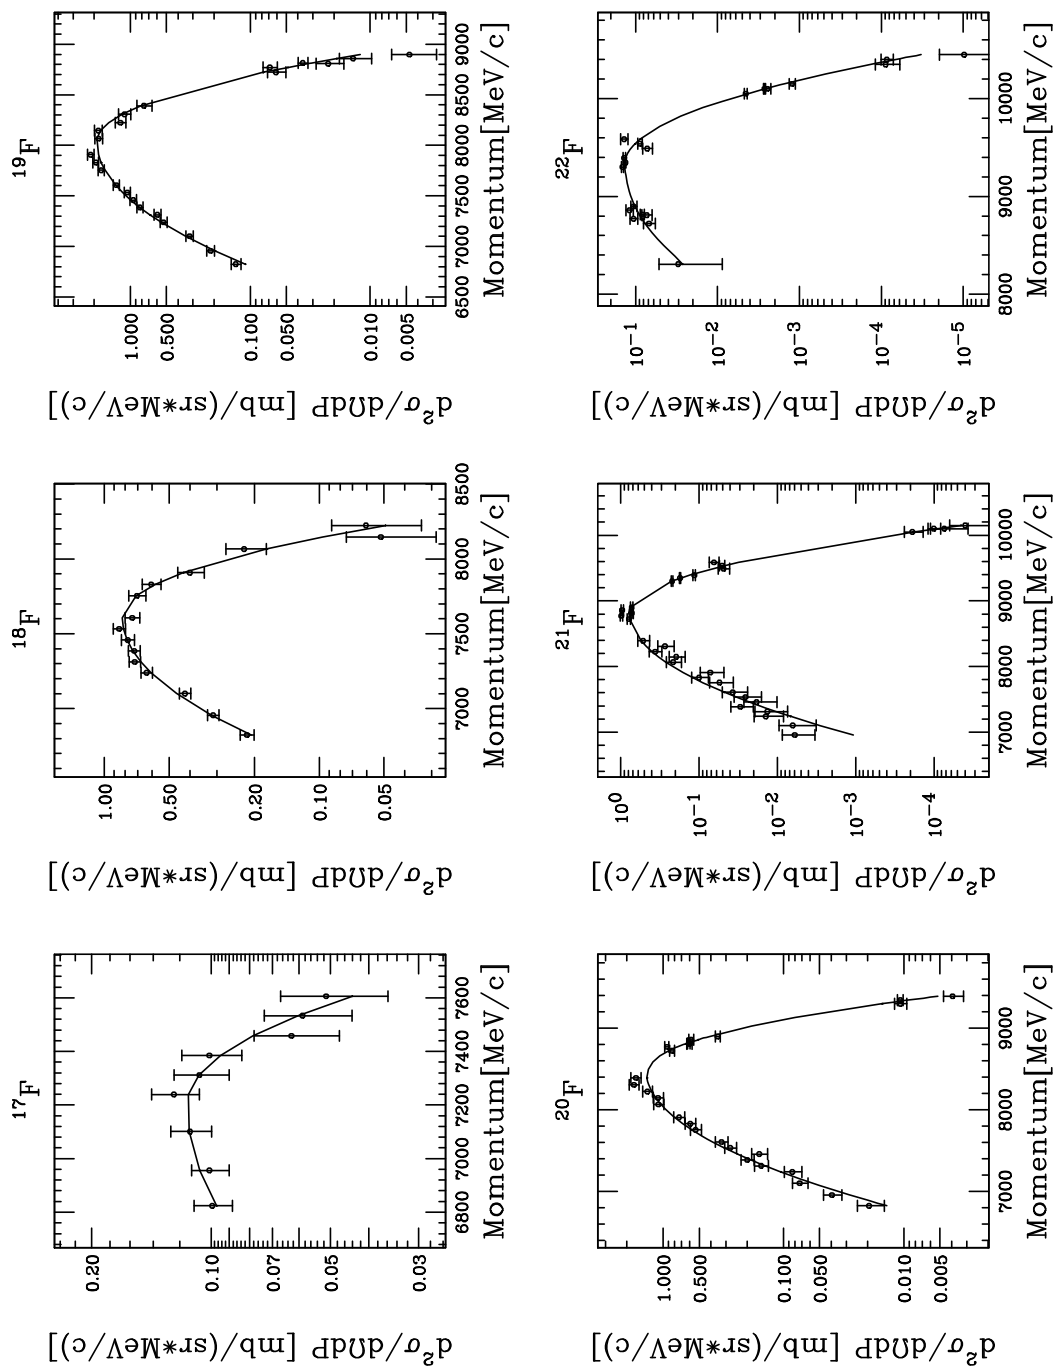 ¹⁷F
d²σ/dΩdP [mb/(sr*MeV/c)]
0.20
0.10
0.07
0.05
0.03
6800 7000 7200 7400 7600
Momentum[MeV/c]
¹⁸F
d²σ/dΩdP [mb/(sr*MeV/c)]
1.00
0.50
0.20
0.10
0.05
7000 7500 8000 8500
Momentum[MeV/c]
¹⁹F
d²σ/dΩdP [mb/(sr*MeV/c)]
1.000
0.500
0.100
0.050
0.010
0.005
6500 7000 7500 8000 8500 9000
Momentum[MeV/c]
²⁰F
d²σ/dΩdP [mb/(sr*MeV/c)]
1.000
0.500
0.100
0.050
0.010
0.005
7000 8000 9000
Momentum[MeV/c]
²¹F
d²σ/dΩdP [mb/(sr*MeV/c)]
10⁰
10⁻¹
10⁻²
10⁻³
10⁻⁴
7000 8000 9000 10000
Momentum[MeV/c]
²²F
d²σ/dΩdP [mb/(sr*MeV/c)]
10⁻¹
10⁻²
10⁻³
10⁻⁴
10⁻⁵
8000 9000 10000
Momentum[MeV/c]